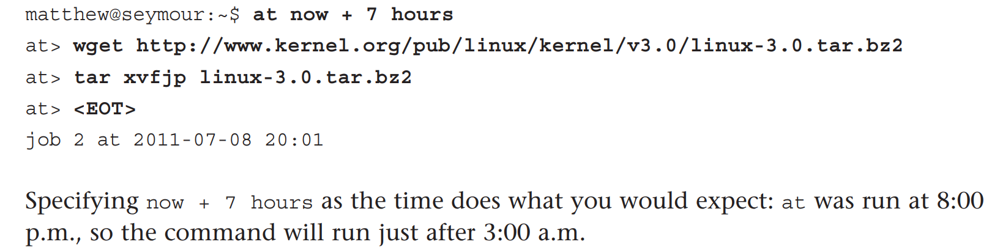 matthew@seymour:~$ at now + 7 hours
at> wget http://www.kernel.org/pub/linux/kernel/v3.0/linux-3.0.tar.bz2
at> tar xvfjp linux-3.0.tar.bz2
at> <EOT>
job 2 at 2011-07-08 20:01
Specifying now + 7 hours as the time does what you would expect: at was run at 8:00
p.m., so the command will run just after 3:00 a.m.